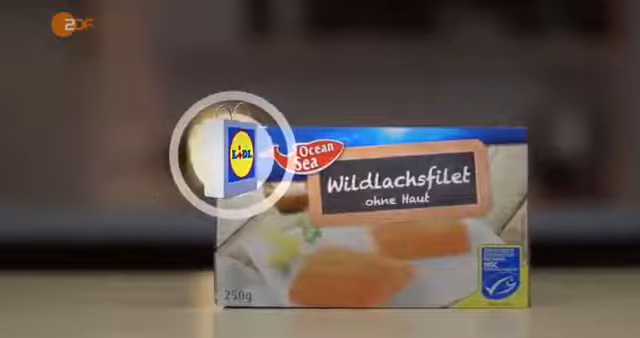 ZDF
LIDL
Ocean
Sea
Wildlachsfilet
ohne Haut
250g
MSC